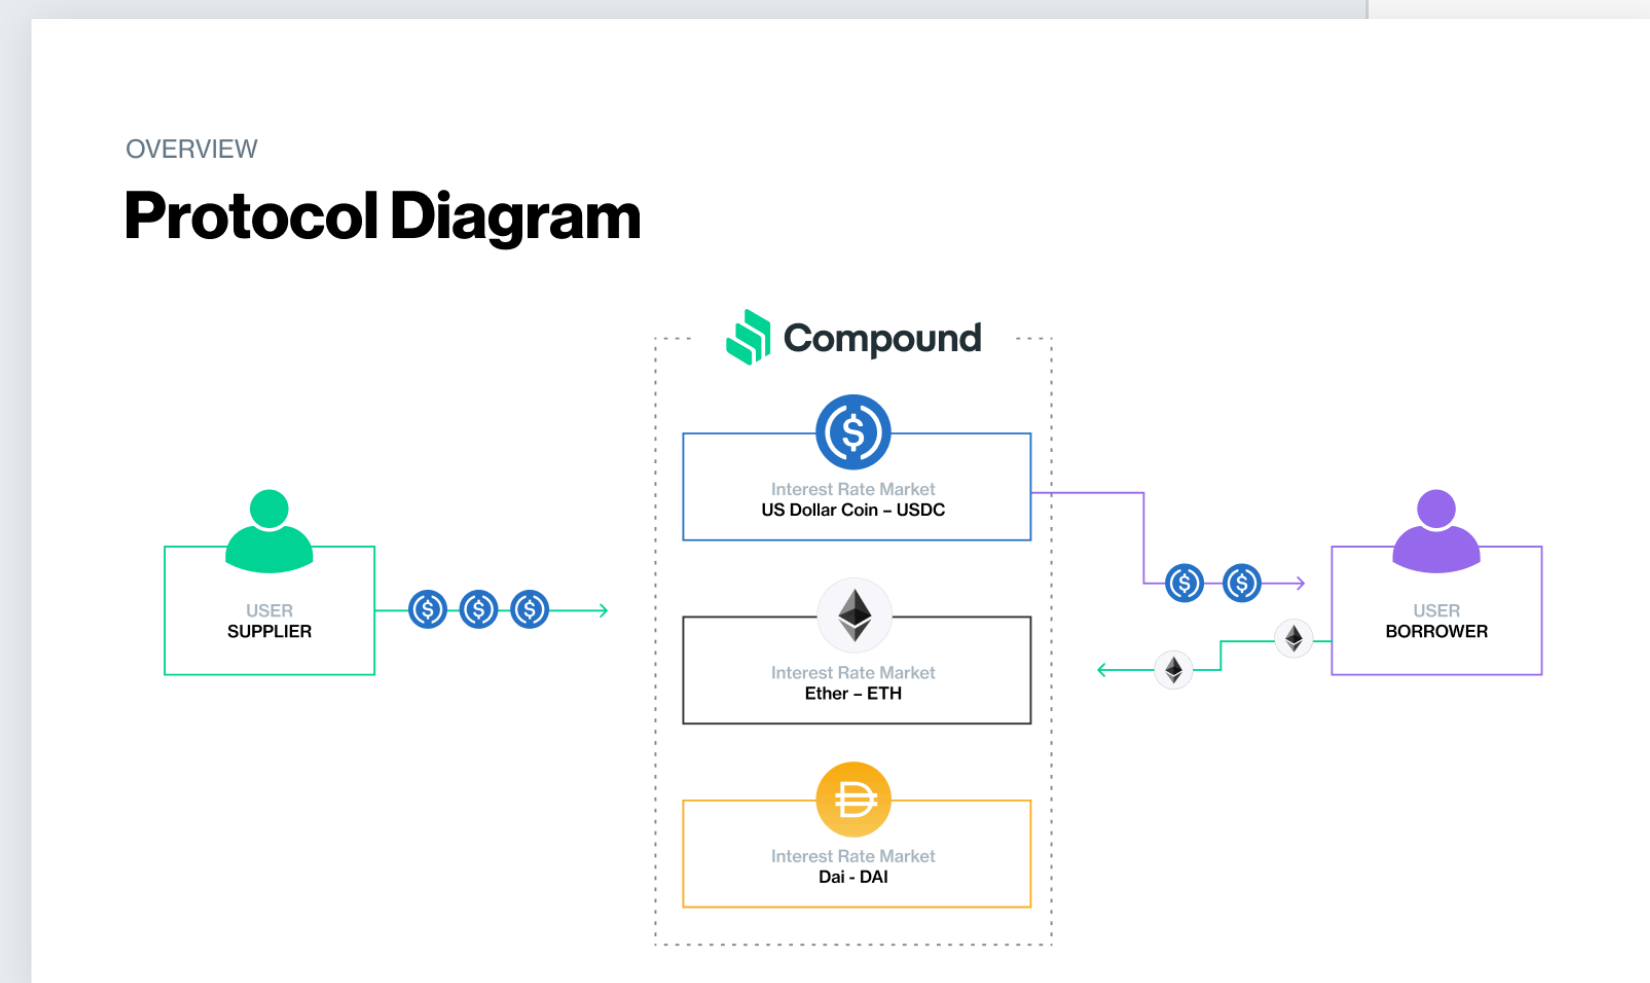 OVERVIEW
Protocol Diagram
Compound
Interest Rate Market
US Dollar Coin – USDC
USER
SUPPLIER
Interest Rate Market
Ether – ETH
USER
BORROWER
Interest Rate Market
Dai - DAI